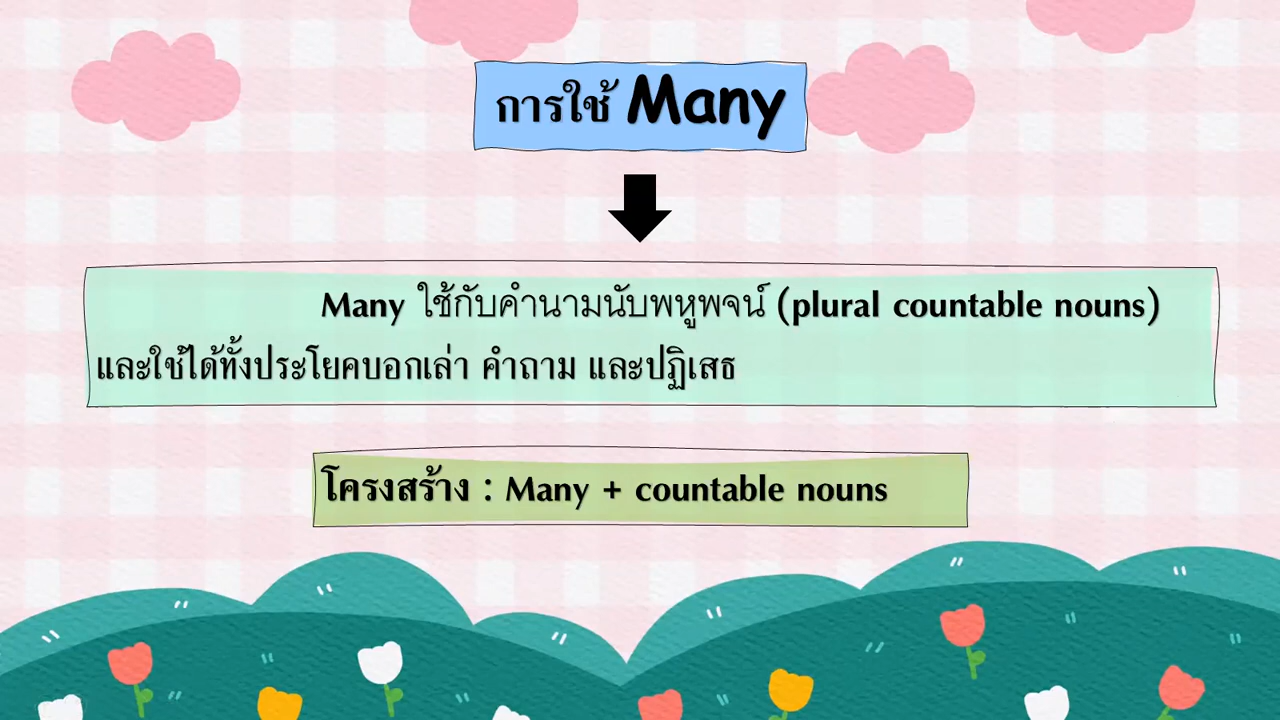 การใช้ Many
Many ใช้กับคำนามนับพหูพจน์ (plural countable nouns)
และใช้ได้ทั้งประโยคบอกเล่า คำถาม และปฏิเสธ
โครงสร้าง : Many + countable nouns